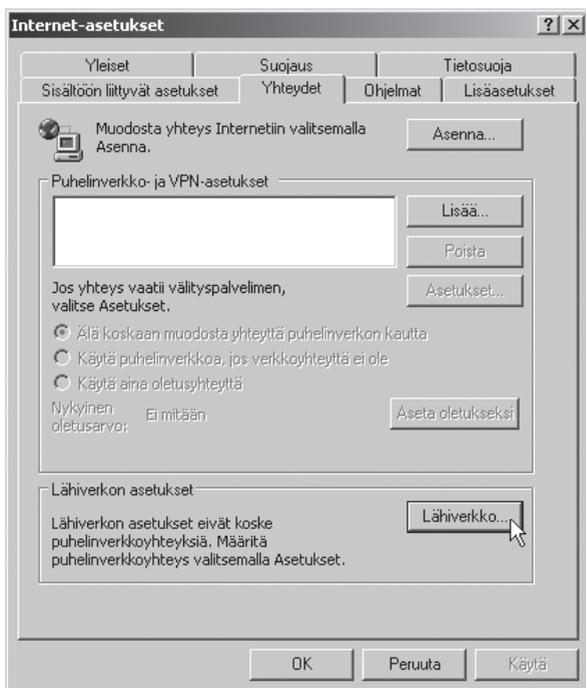 Internet-asetukset
Yleiset Suojaus Tietosuoja
Sisältöön liittyvät asetukset Yhteydet Ohjelmat Lisäasetukset
Muodosta yhteys Internetiin valitsemalla
Asenna.
Asenna...
Puhelinverkko- ja VPN-asetukset
Lisää...
Poista
Jos yhteys vaatii välityspalvelimen,
valitse Asetukset.
Asetukset...
Älä koskaan muodosta yhteyttä puhelinverkon kautta
Käytä puhelinverkkoa, jos verkkoyhteyttä ei ole
Käytä aina oletusyhteyttä
Nykyinen
oletusarvo:
Ei mitään
Aseta oletukseksi
Lähiverkon asetukset
Lähiverkon asetukset eivät koske
puhelinverkkoyhteyksiä. Määritä
puhelinverkkoyhteys valitsemalla Asetukset.
Lähiverkko...
OK Peruuta Käytä